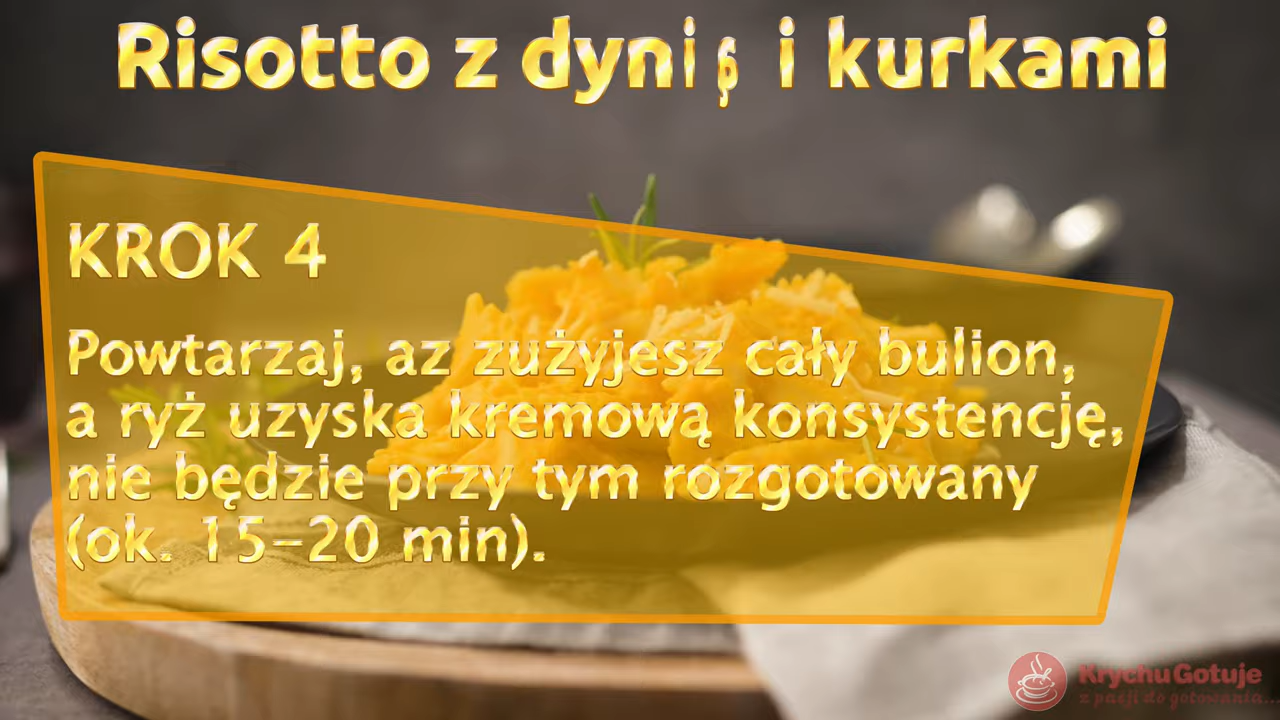 Risotto z dynią i kurkami
KROK 4
Powtarzaj, az zużyjesz cały bulion,
a ryż uzyska kremową konsystencję,
nie będzie przy tym rozgotowany
(ok. 15–20 min).
KrychuGotuje
z pasji do gotowania...